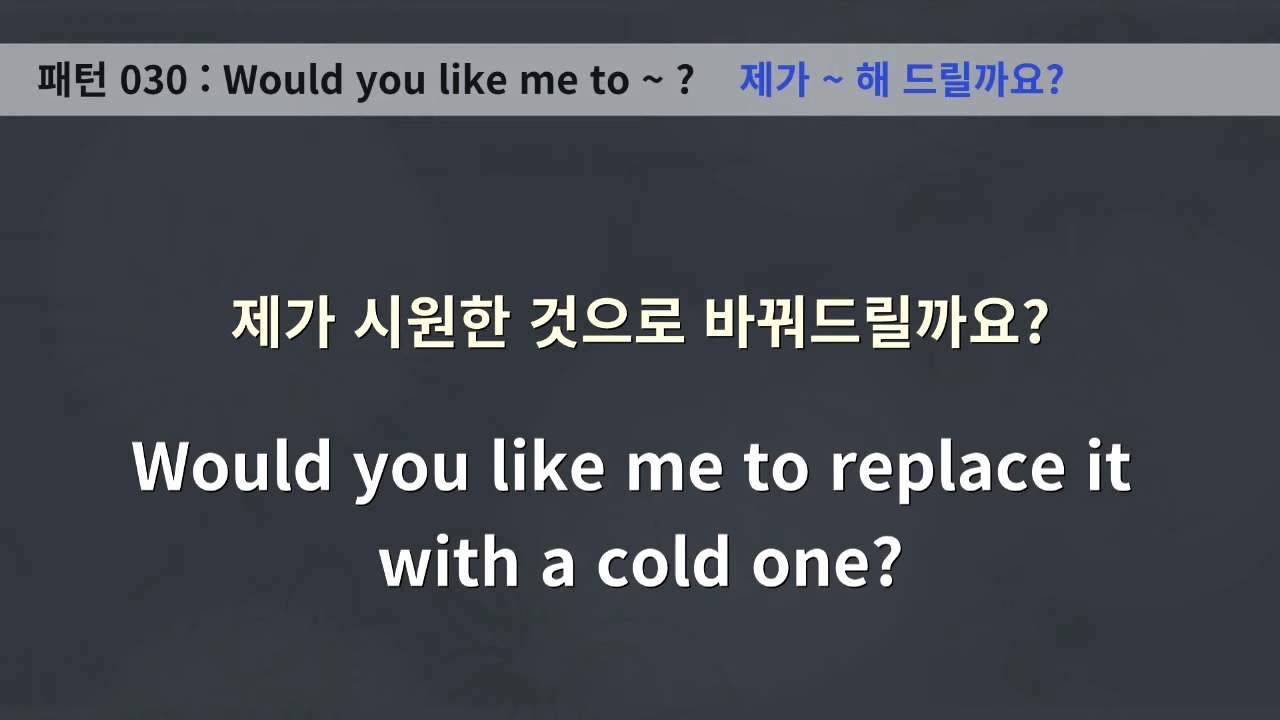 패턴 030 : Would you like me to ~ ? 제가 ~ 해 드릴까요?
제가 시원한 것으로 바꿔드릴까요?
Would you like me to replace it
with a cold one?